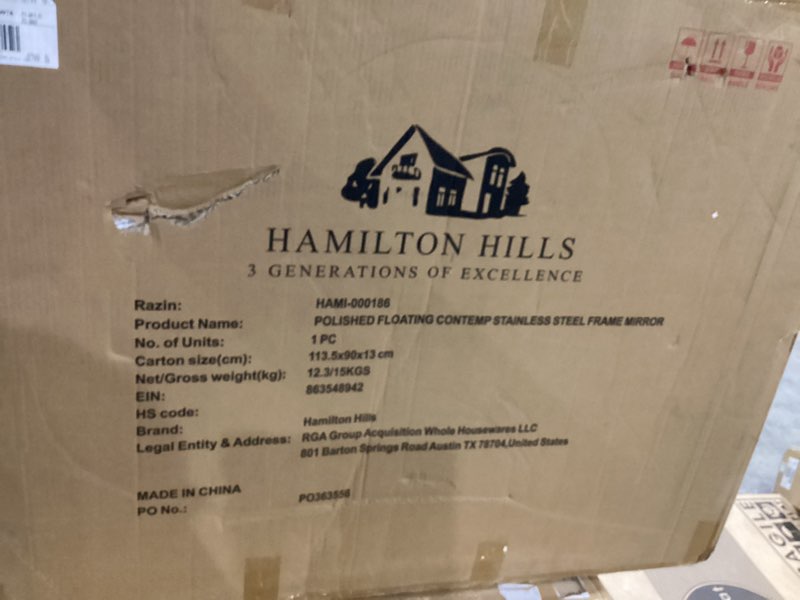 HAMILTON HILLS
3 GENERATIONS OF EXCELLENCE
Razin: HAMI-000186
Product Name: POLISHED FLOATING CONTEMP STAINLESS STEEL FRAME MIRROR
No. of Units: 1 PC
Carton size(cm): 113.5x90x13 cm
Net/Gross weight(kg): 12.3/15KGS
EIN: 863548942
HS code:
Brand: Hamilton Hills
Legal Entity & Address: RGA Group Acquisition Whole Housewares LLC
801 Barton Springs Road Austin TX 78704,United States
MADE IN CHINA
PO No.: PO363556
AGILE